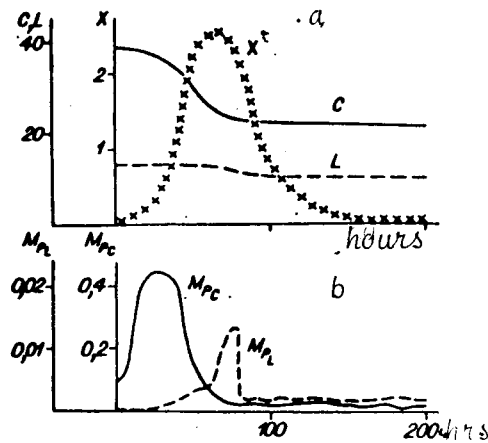 C,L X a
40
X^τ
2
C
20
1
L
hours
M_PL M_PC b
0,02 0,4
M_PC
0,01 0,2
M_PL
100 200 hrs